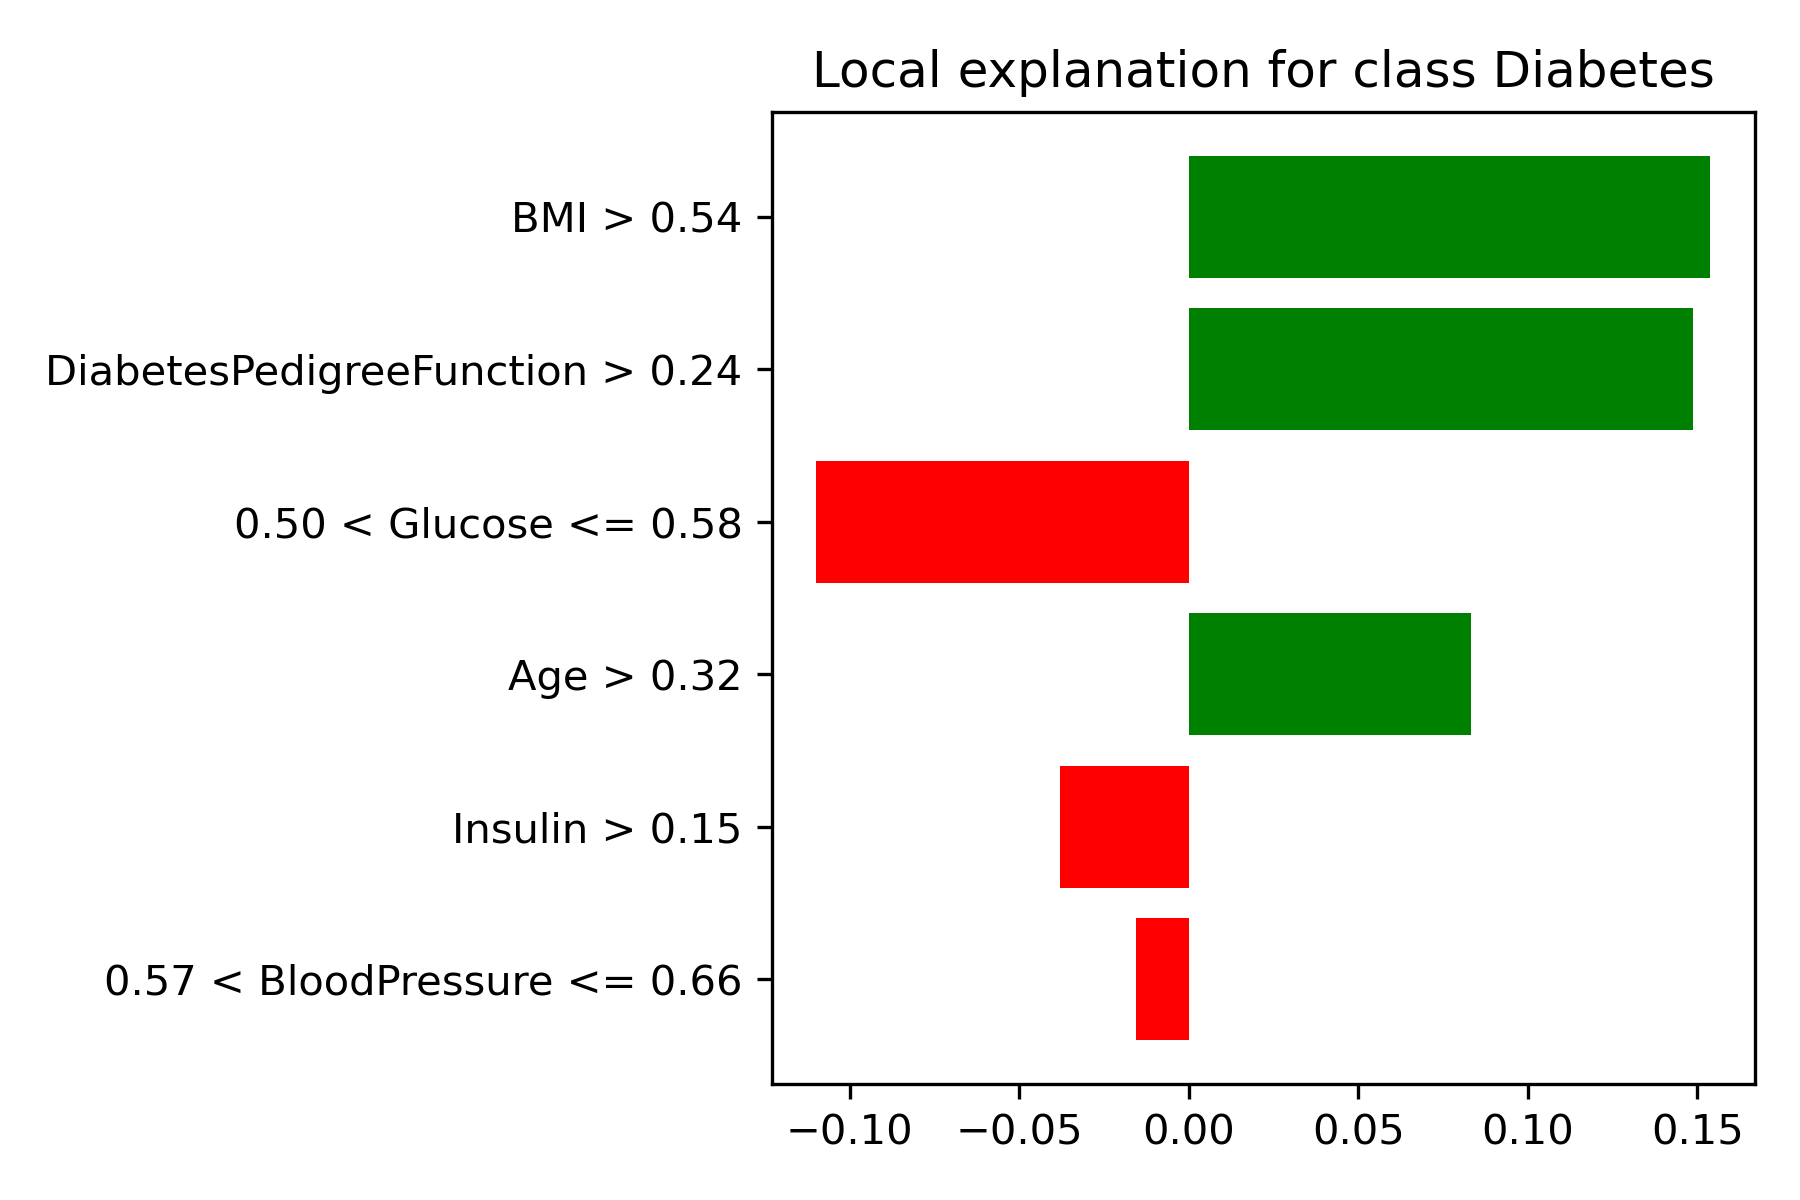 Local explanation for class Diabetes
BMI > 0.54
DiabetesPedigreeFunction > 0.24
0.50 < Glucose <= 0.58
Age > 0.32
Insulin > 0.15
0.57 < BloodPressure <= 0.66
−0.10 −0.05 0.00 0.05 0.10 0.15